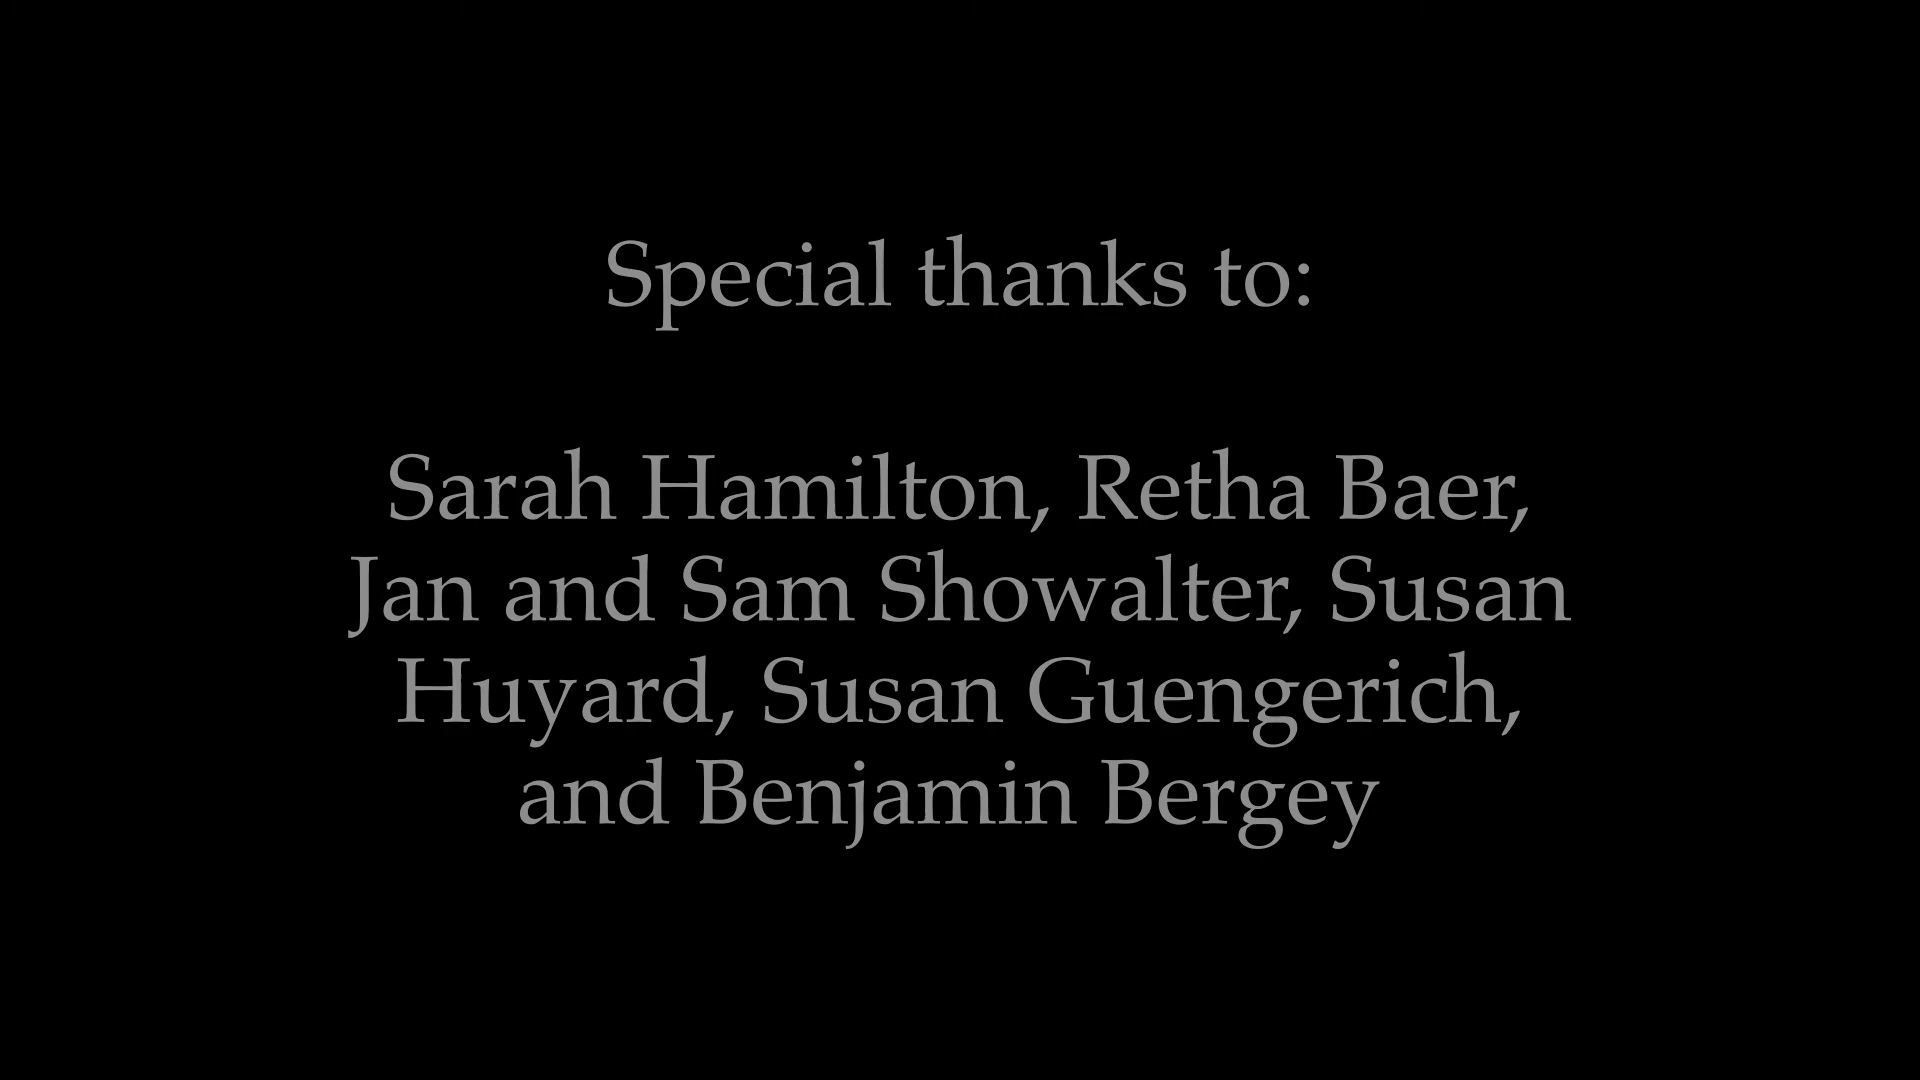 Special thanks to:
Sarah Hamilton, Retha Baer,
Jan and Sam Showalter, Susan
Huyard, Susan Guengerich,
and Benjamin Bergey